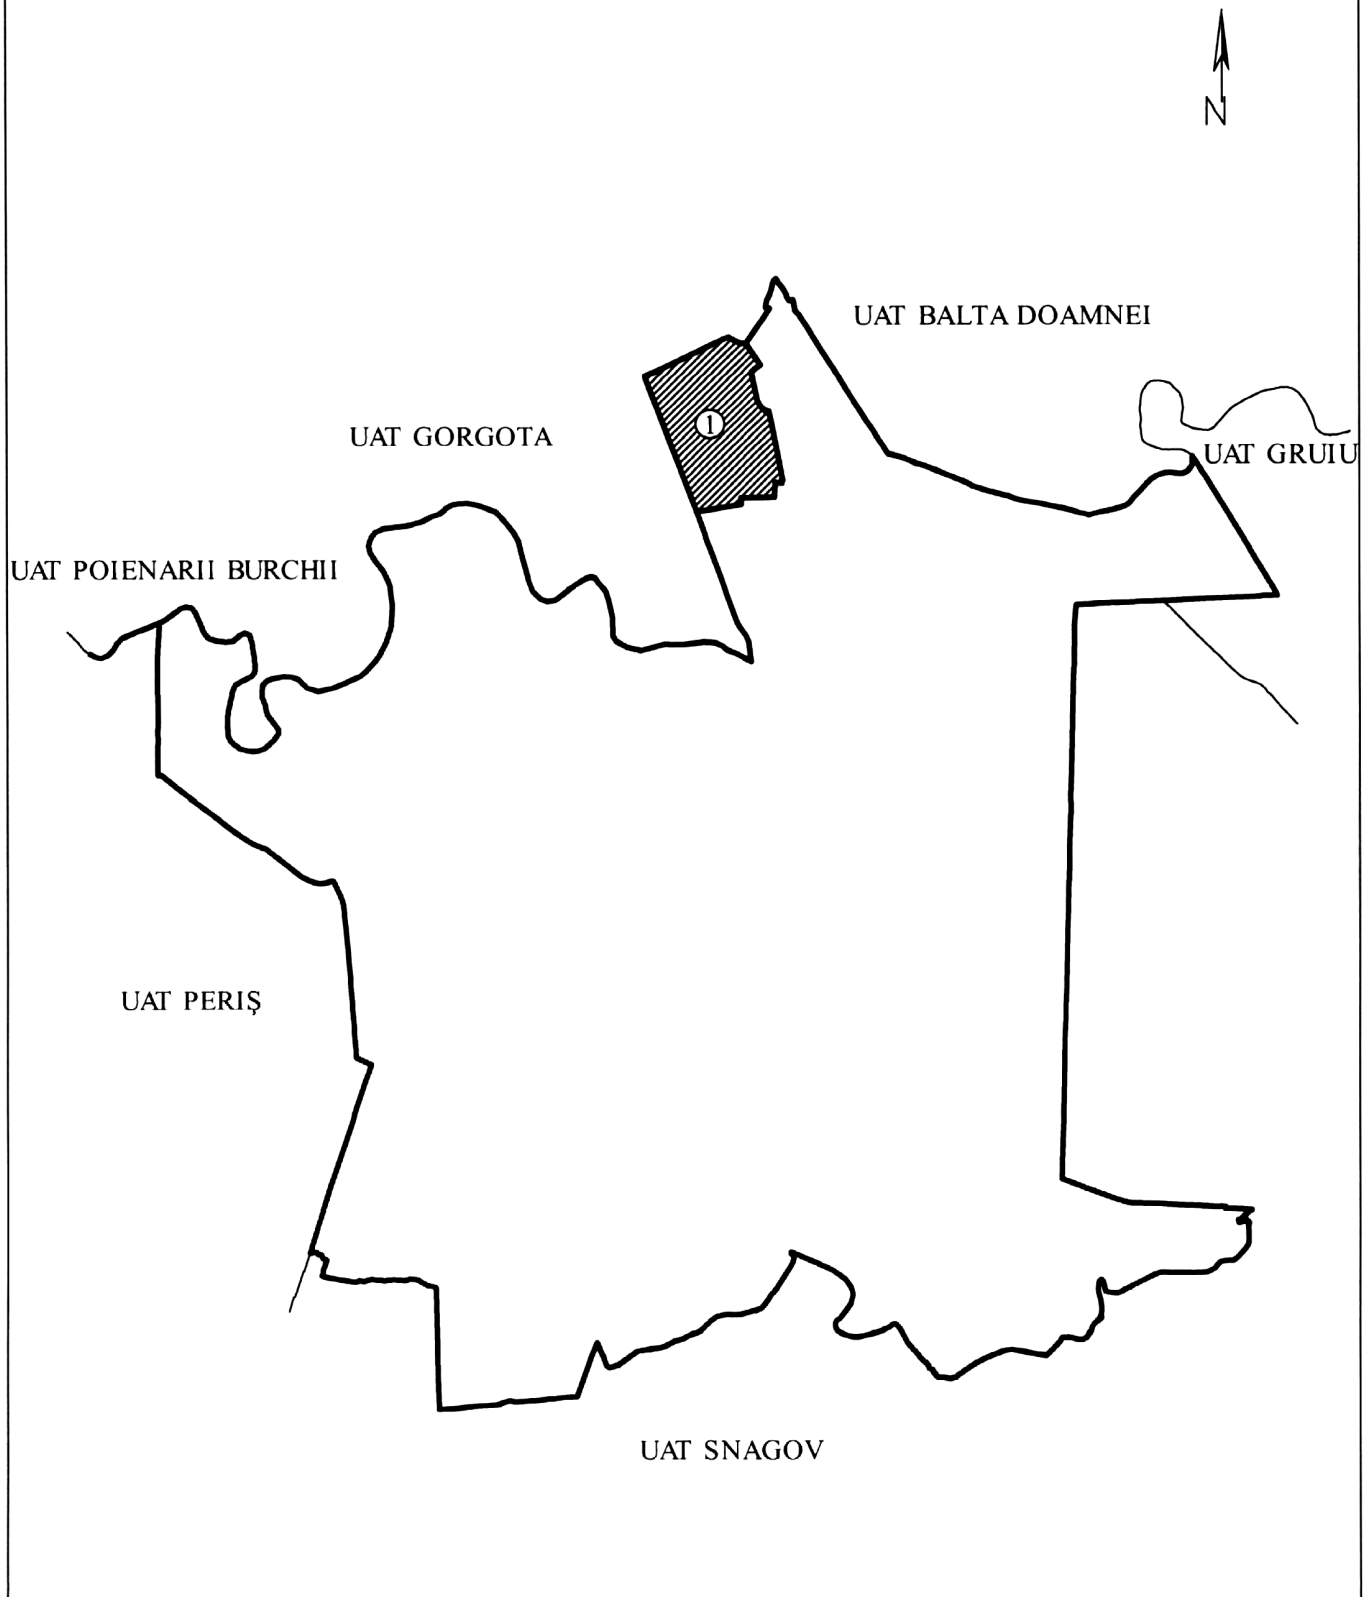 N
UAT BALTA DOAMNEI
UAT GORGOTA
1
UAT GRUIU
UAT POIENARII BURCHII
UAT PERIŞ
UAT SNAGOV